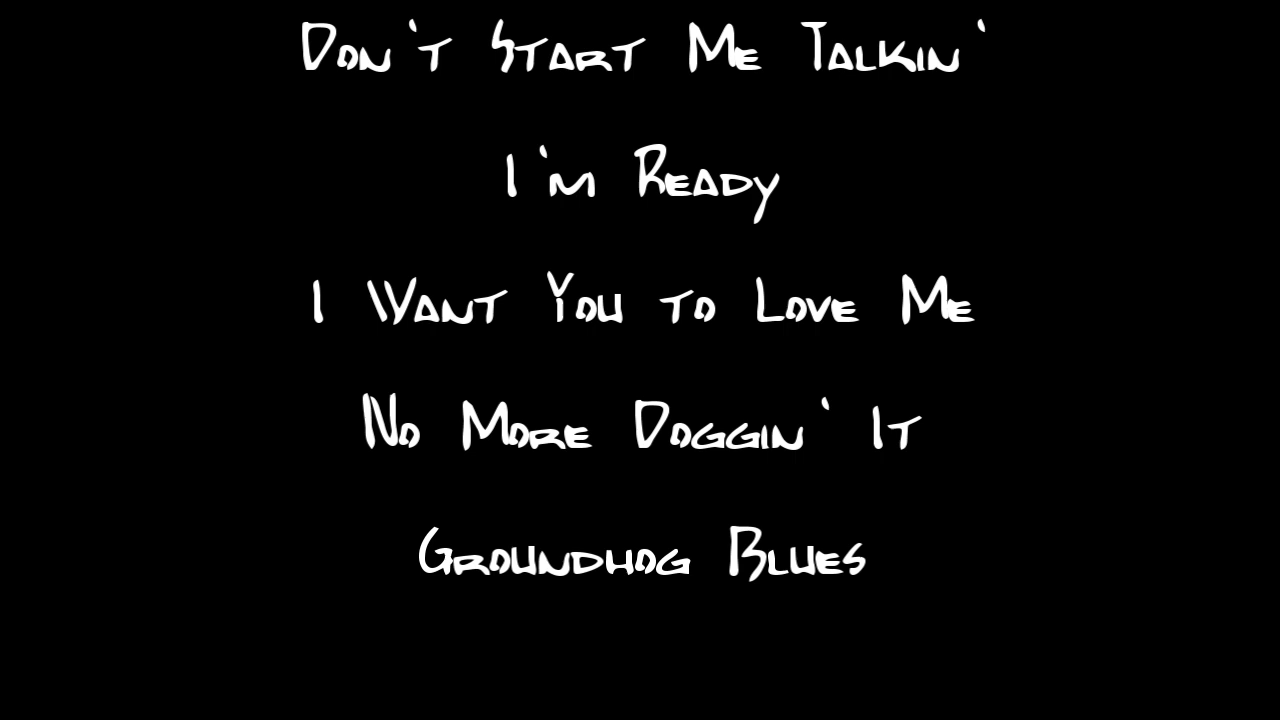 Don't Start Me Talkin'
I'm Ready
I Want You to Love Me
No More Doggin' It
Groundhog Blues